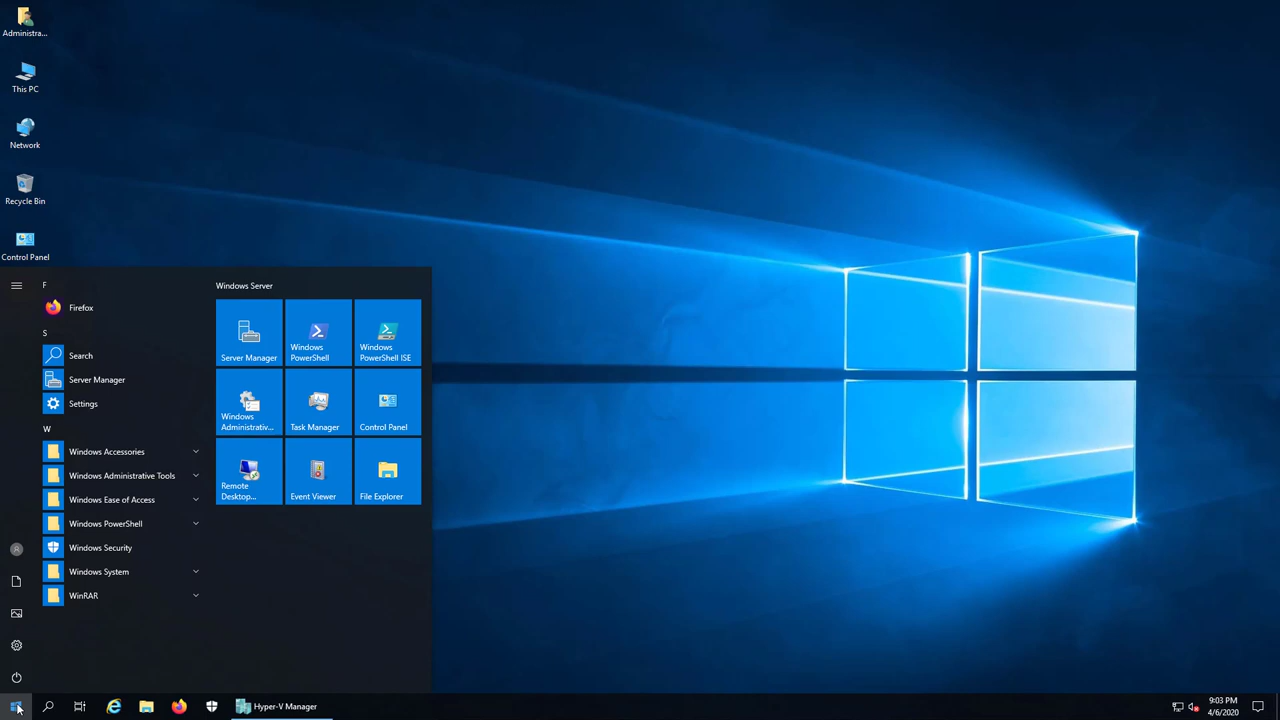 Administra...
This PC
Network
Recycle Bin
Control Panel
F
Firefox
S
Search
Server Manager
Settings
W
Windows Accessories
Windows Administrative Tools
Windows Ease of Access
Windows PowerShell
Windows Security
Windows System
WinRAR
Windows Server
Server Manager
Windows
PowerShell
Windows
PowerShell ISE
Windows
Administrativ...
Task Manager
Control Panel
Remote
Desktop...
Event Viewer
File Explorer
Hyper-V Manager
9:03 PM
4/6/2020